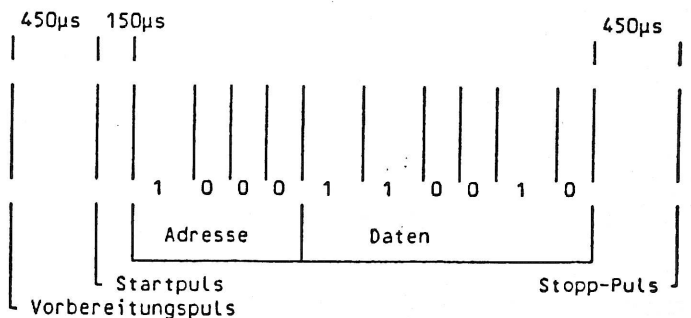 450µs 150µs 450µs
1 0 0 0 1 1 0 0 1 0
Adresse Daten
Startpuls Stopp-Puls
Vorbereitungspuls